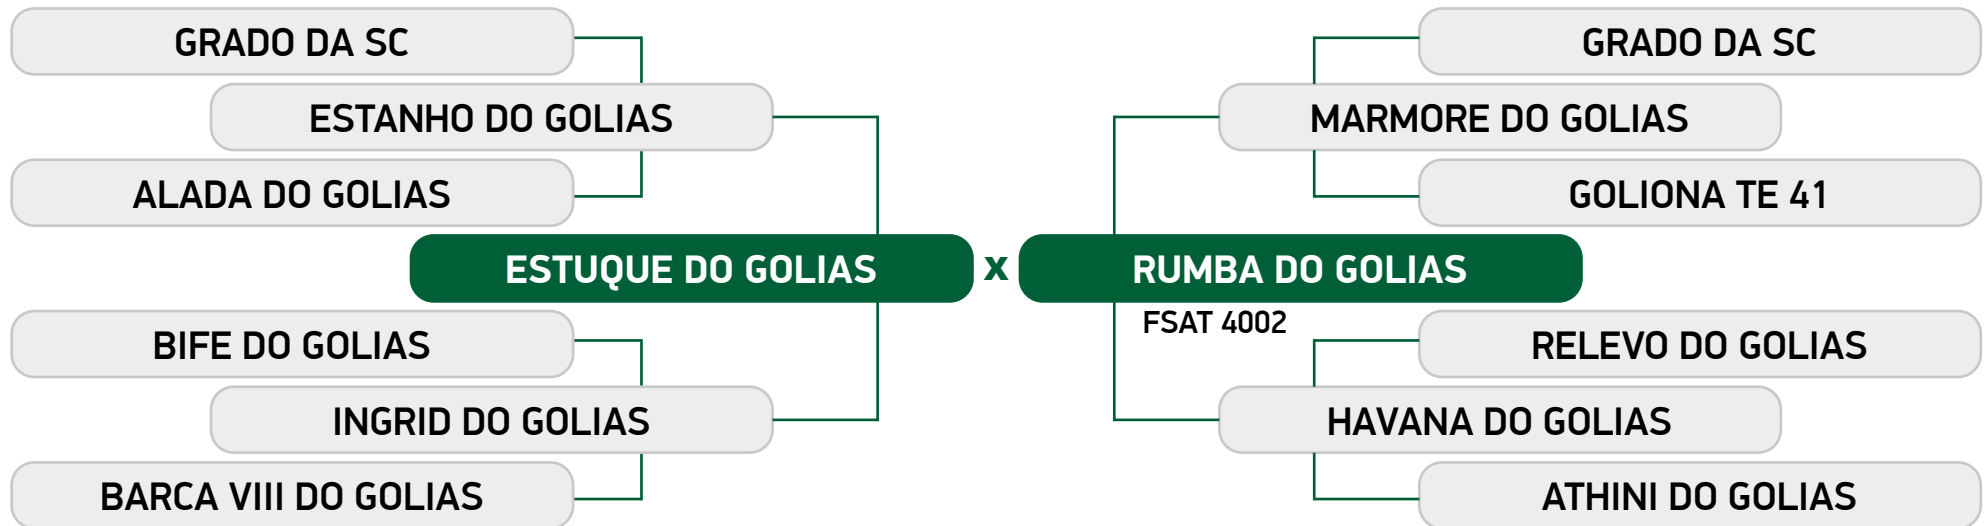 GRADO DA SC
GRADO DA SC
ESTANHO DO GOLIAS
MARMORE DO GOLIAS
ALADA DO GOLIAS
GOLIONA TE 41
ESTUQUE DO GOLIAS x RUMBA DO GOLIAS
FSAT 4002
BIFE DO GOLIAS
RELEVO DO GOLIAS
INGRID DO GOLIAS
HAVANA DO GOLIAS
BARCA VIII DO GOLIAS
ATHINI DO GOLIAS